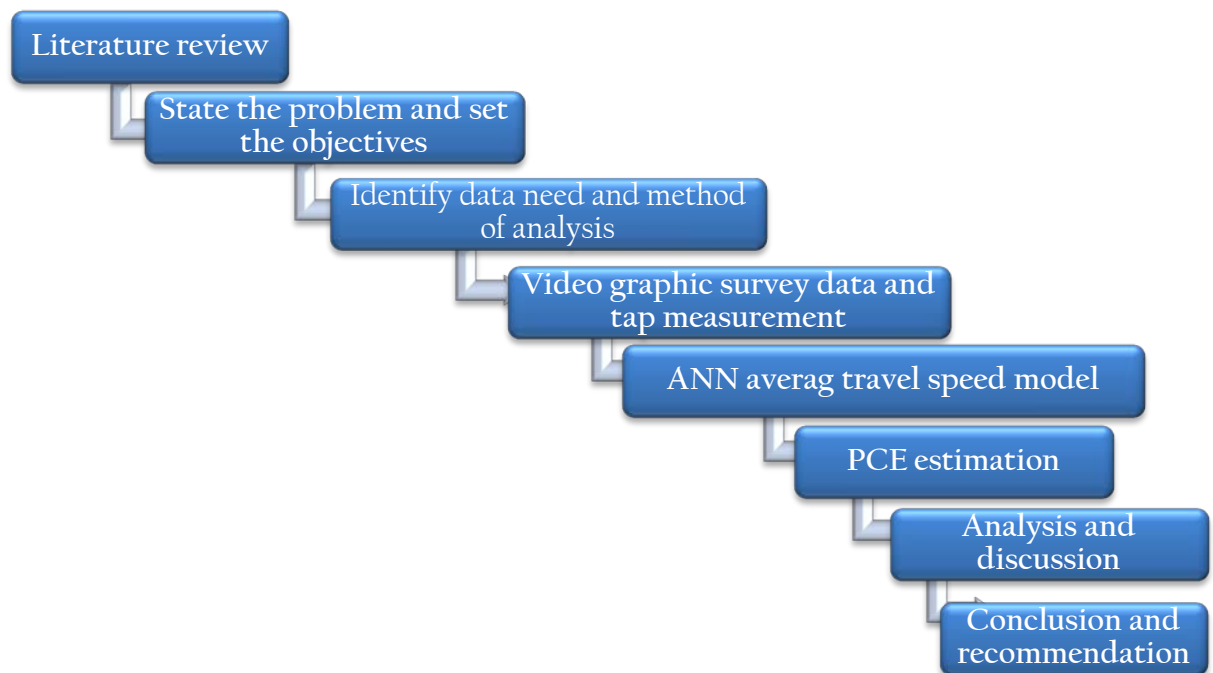 Literature review
State the problem and set
the objectives
Identify data need and method
of analysis
Video graphic survey data and
tap measurement
ANN averag travel speed model
PCE estimation
Analysis and
discussion
Conclusion and
recommendation